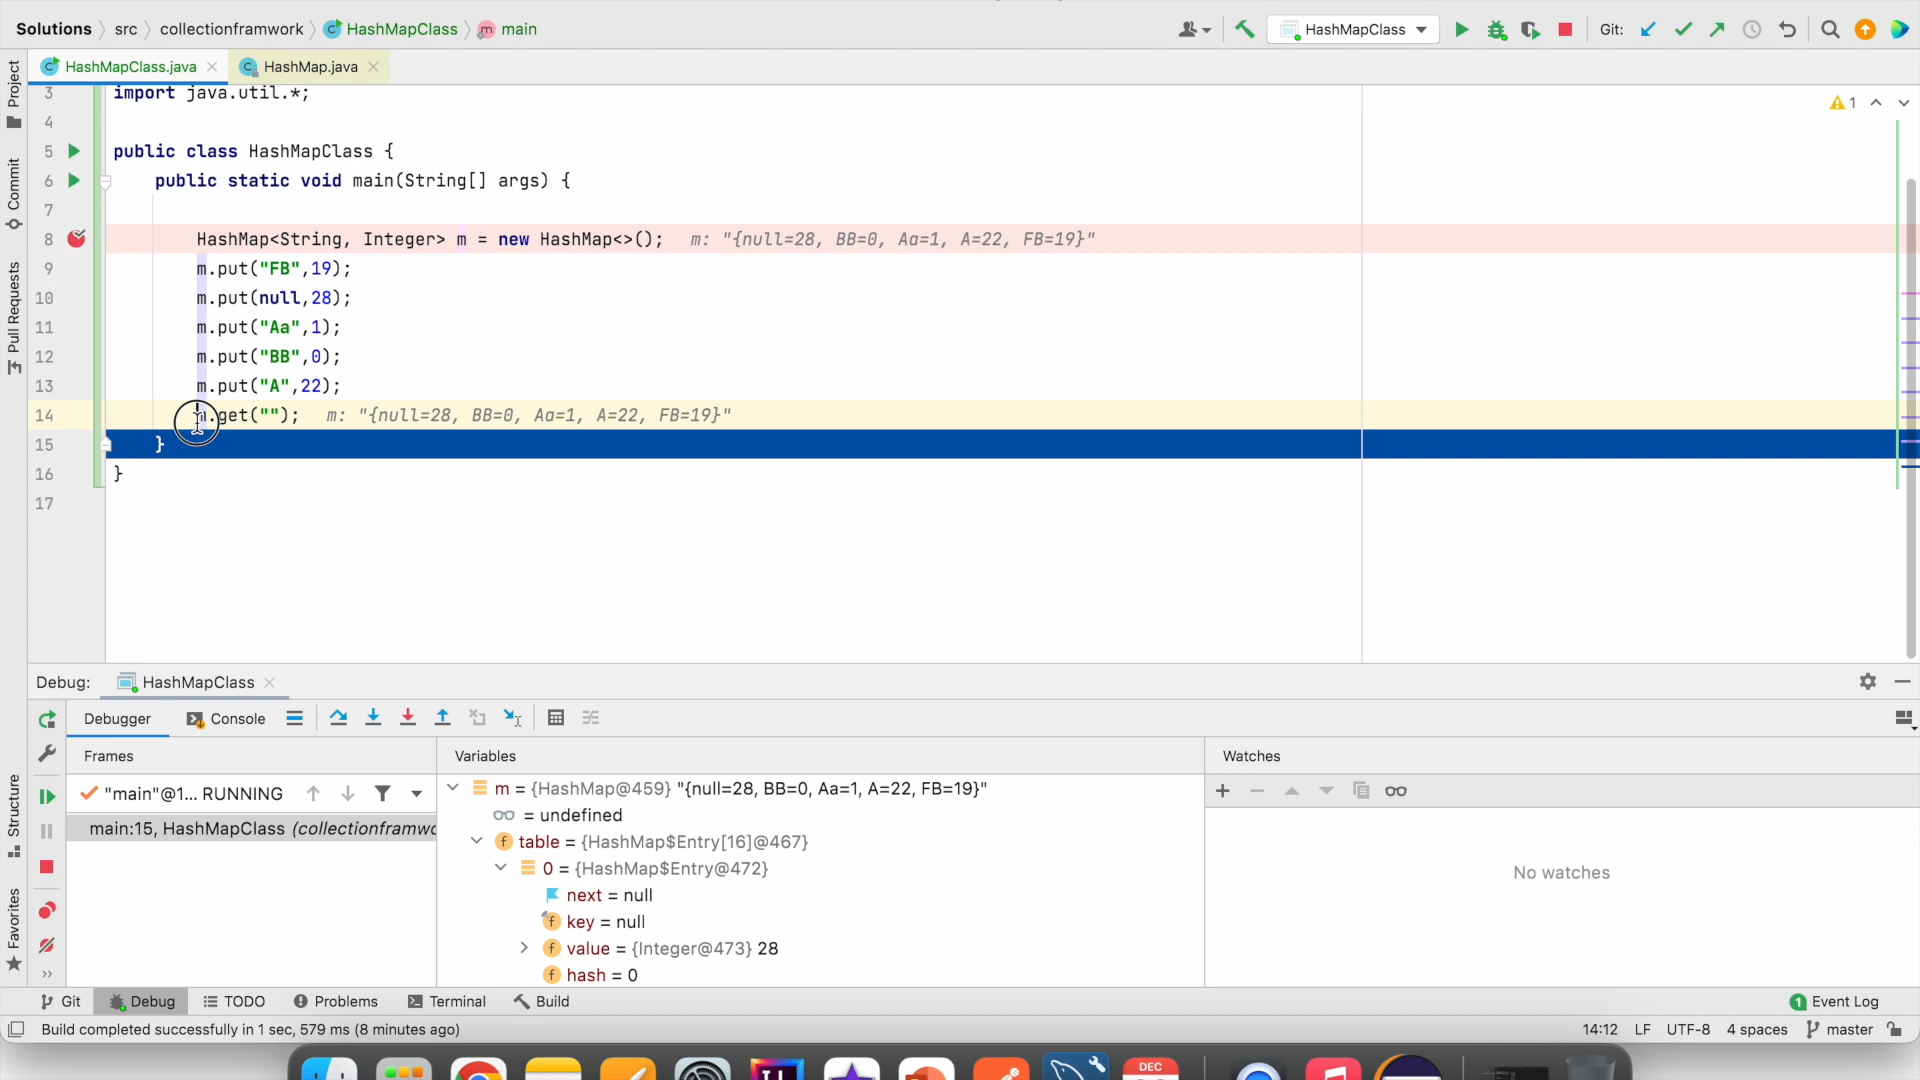 Solutions src collectionframwork HashMapClass main HashMapClass Git:
HashMapClass.java HashMap.java
Project
Commit
Pull Requests
Structure
Favorites
3 import java.util.*;
4
5 public class HashMapClass {
6 public static void main(String[] args) {
7
8 HashMap<String, Integer> m = new HashMap<>(); m: "{null=28, BB=0, Aa=1, A=22, FB=19}"
9 m.put("FB",19);
10 m.put(null,28);
11 m.put("Aa",1);
12 m.put("BB",0);
13 m.put("A",22);
14 m.get(""); m: "{null=28, BB=0, Aa=1, A=22, FB=19}"
15 }
16 }
17
1
Debug: HashMapClass
Debugger Console
Frames Variables Watches
"main"@1... RUNNING
main:15, HashMapClass (collectionframwo
m = {HashMap@459} "{null=28, BB=0, Aa=1, A=22, FB=19}"
= undefined
table = {HashMap$Entry[16]@467}
0 = {HashMap$Entry@472}
next = null
key = null
value = {Integer@473} 28
hash = 0
No watches
Git Debug TODO Problems Terminal Build 1 Event Log
Build completed successfully in 1 sec, 579 ms (8 minutes ago) 14:12 LF UTF-8 4 spaces master
DEC